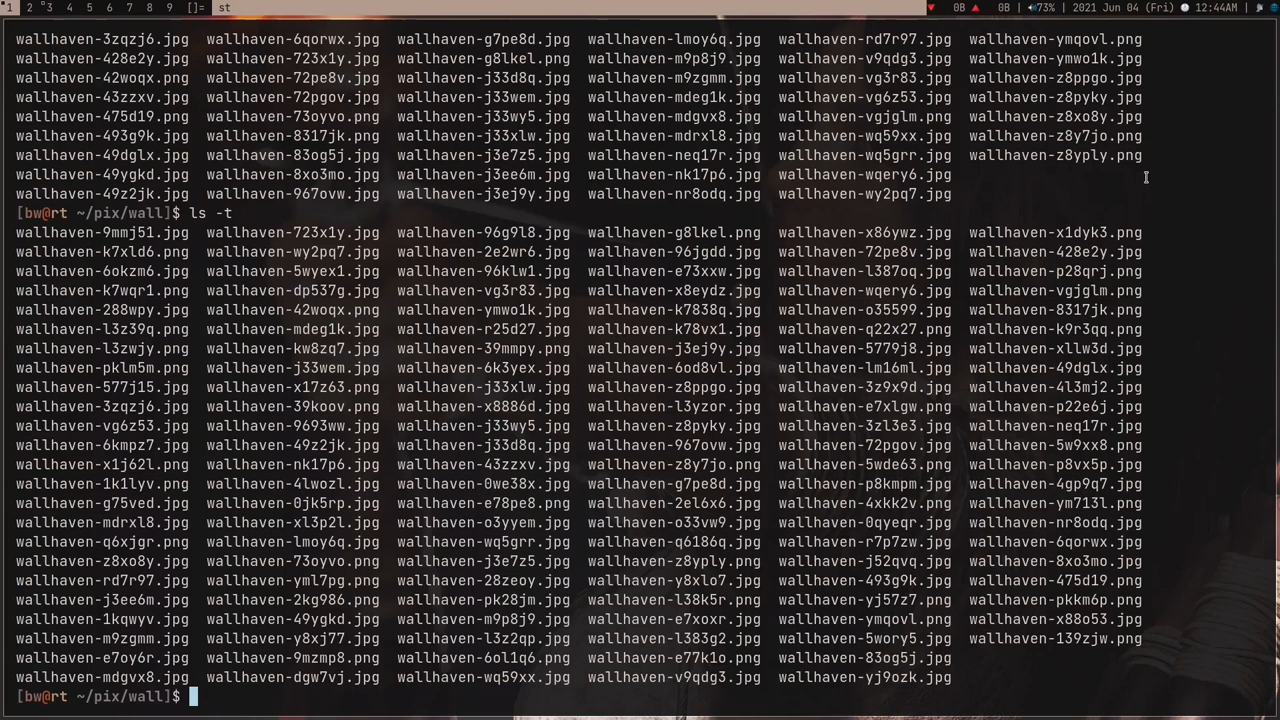 1 2 3 4 5 6 7 8 9 []= st 0B 0B | 73% | 2021 Jun 04 (Fri) 12:44AM |
wallhaven-3zqzj6.jpg wallhaven-6qorwx.jpg wallhaven-g7pe8d.jpg wallhaven-lmoy6q.jpg wallhaven-rd7r97.jpg wallhaven-ymqovl.png
wallhaven-428e2y.jpg wallhaven-723x1y.jpg wallhaven-g8lkel.png wallhaven-m9p8j9.jpg wallhaven-v9qdg3.jpg wallhaven-ymwo1k.jpg
wallhaven-42woqx.jpg wallhaven-72pe8v.jpg wallhaven-j33d8q.jpg wallhaven-m9zgmm.jpg wallhaven-vg3r83.jpg wallhaven-z8ppgo.jpg
wallhaven-43zzxv.jpg wallhaven-72pgov.jpg wallhaven-j33wem.jpg wallhaven-mdeg1k.jpg wallhaven-vg6z53.jpg wallhaven-z8pyky.jpg
wallhaven-475d19.png wallhaven-73oyvo.png wallhaven-j33wy5.jpg wallhaven-mdgvx8.jpg wallhaven-vgjglm.png wallhaven-z8xo8y.jpg
wallhaven-493g9k.jpg wallhaven-8317jk.png wallhaven-j33xlw.jpg wallhaven-mdrxl8.jpg wallhaven-wq59xx.jpg wallhaven-z8y7jo.png
wallhaven-49dglx.jpg wallhaven-83og5j.jpg wallhaven-j3e7z5.jpg wallhaven-neq17r.jpg wallhaven-wq5grr.jpg wallhaven-z8yply.png
wallhaven-49ygkd.jpg wallhaven-8xo3mo.jpg wallhaven-j3ee6m.jpg wallhaven-nk17p6.jpg wallhaven-wqery6.jpg
wallhaven-49z2jk.jpg wallhaven-967ovw.jpg wallhaven-j3ej9y.jpg wallhaven-nr8odq.jpg wallhaven-wy2pq7.jpg
[bw@rt ~/pix/wall]$ ls -t
wallhaven-9mmj51.jpg wallhaven-723x1y.jpg wallhaven-96g9l8.jpg wallhaven-g8lkel.png wallhaven-x86ywz.jpg wallhaven-x1dyk3.png
wallhaven-k7xld6.png wallhaven-wy2pq7.jpg wallhaven-2e2wr6.jpg wallhaven-96jgdd.jpg wallhaven-72pe8v.jpg wallhaven-428e2y.jpg
wallhaven-6okzm6.jpg wallhaven-5wyex1.jpg wallhaven-96klw1.jpg wallhaven-e73xxw.jpg wallhaven-l387oq.jpg wallhaven-p28qrj.jpg
wallhaven-k7wqr1.png wallhaven-dp537g.jpg wallhaven-vg3r83.jpg wallhaven-x8eydz.jpg wallhaven-wqery6.jpg wallhaven-vgjglm.png
wallhaven-288wpy.jpg wallhaven-42woqx.jpg wallhaven-ymwo1k.jpg wallhaven-k7838q.jpg wallhaven-o35599.jpg wallhaven-8317jk.png
wallhaven-l3z39q.jpg wallhaven-mdeg1k.jpg wallhaven-r25d27.jpg wallhaven-k78vx1.jpg wallhaven-q22x27.jpg wallhaven-k9r3qq.jpg
wallhaven-l3zwjy.png wallhaven-kw8zq7.jpg wallhaven-39mmpy.png wallhaven-j3ej9y.jpg wallhaven-5779j8.jpg wallhaven-xllw3d.jpg
wallhaven-pklm5m.png wallhaven-j33wem.jpg wallhaven-6k3yex.jpg wallhaven-6od8vl.jpg wallhaven-lm16ml.jpg wallhaven-49dglx.jpg
wallhaven-577j15.jpg wallhaven-x17z63.png wallhaven-j33xlw.jpg wallhaven-z8ppgo.jpg wallhaven-3z9x9d.jpg wallhaven-4l3mj2.png
wallhaven-3zqzj6.jpg wallhaven-39koov.png wallhaven-x8886d.jpg wallhaven-l3yzor.jpg wallhaven-e7xlgw.png wallhaven-p22e6j.jpg
wallhaven-vg6z53.jpg wallhaven-9693ww.jpg wallhaven-j33wy5.jpg wallhaven-z8pyky.jpg wallhaven-3zl3e3.jpg wallhaven-neq17r.jpg
wallhaven-6kmpz7.jpg wallhaven-49z2jk.jpg wallhaven-j33d8q.jpg wallhaven-967ovw.jpg wallhaven-72pgov.jpg wallhaven-5w9xx8.jpg
wallhaven-x1j62l.png wallhaven-nk17p6.jpg wallhaven-43zzxv.jpg wallhaven-z8y7jo.png wallhaven-5wde63.png wallhaven-p8vx5p.jpg
wallhaven-1k1lyv.png wallhaven-4lwozl.jpg wallhaven-0we38x.jpg wallhaven-g7pe8d.jpg wallhaven-p8kmpm.jpg wallhaven-4gp9q7.jpg
wallhaven-g75ved.jpg wallhaven-0jk5rp.jpg wallhaven-e78pe8.png wallhaven-2el6x6.jpg wallhaven-4xkk2v.png wallhaven-ym713l.jpg
wallhaven-mdrxl8.jpg wallhaven-xl3p2l.jpg wallhaven-o3yyem.jpg wallhaven-o33vw9.jpg wallhaven-0qyeqr.jpg wallhaven-nr8odq.jpg
wallhaven-q6xjgr.png wallhaven-lmoy6q.jpg wallhaven-wq5grr.jpg wallhaven-q6186q.jpg wallhaven-r7p7zw.jpg wallhaven-6qorwx.jpg
wallhaven-z8xo8y.jpg wallhaven-73oyvo.png wallhaven-j3e7z5.jpg wallhaven-z8yply.png wallhaven-j52qvq.jpg wallhaven-8xo3mo.jpg
wallhaven-rd7r97.jpg wallhaven-yml7pg.png wallhaven-28zeoy.jpg wallhaven-y8xlo7.jpg wallhaven-493g9k.jpg wallhaven-475d19.png
wallhaven-j3ee6m.jpg wallhaven-2kg986.png wallhaven-pk28jm.jpg wallhaven-l38k5r.png wallhaven-yj57z7.png wallhaven-pkkm6p.png
wallhaven-1kqwyv.jpg wallhaven-49ygkd.jpg wallhaven-m9p8j9.jpg wallhaven-e7xoxr.jpg wallhaven-ymqovl.png wallhaven-x88o53.jpg
wallhaven-m9zgmm.jpg wallhaven-y8xj77.jpg wallhaven-l3z2qp.jpg wallhaven-l383g2.jpg wallhaven-5wory5.jpg wallhaven-139zjw.png
wallhaven-e7oy6r.jpg wallhaven-9mzmp8.png wallhaven-6ol1q6.png wallhaven-e77k1o.png wallhaven-83og5j.jpg
wallhaven-mdgvx8.jpg wallhaven-dgw7vj.jpg wallhaven-wq59xx.jpg wallhaven-v9qdg3.jpg wallhaven-yj9ozk.jpg
[bw@rt ~/pix/wall]$